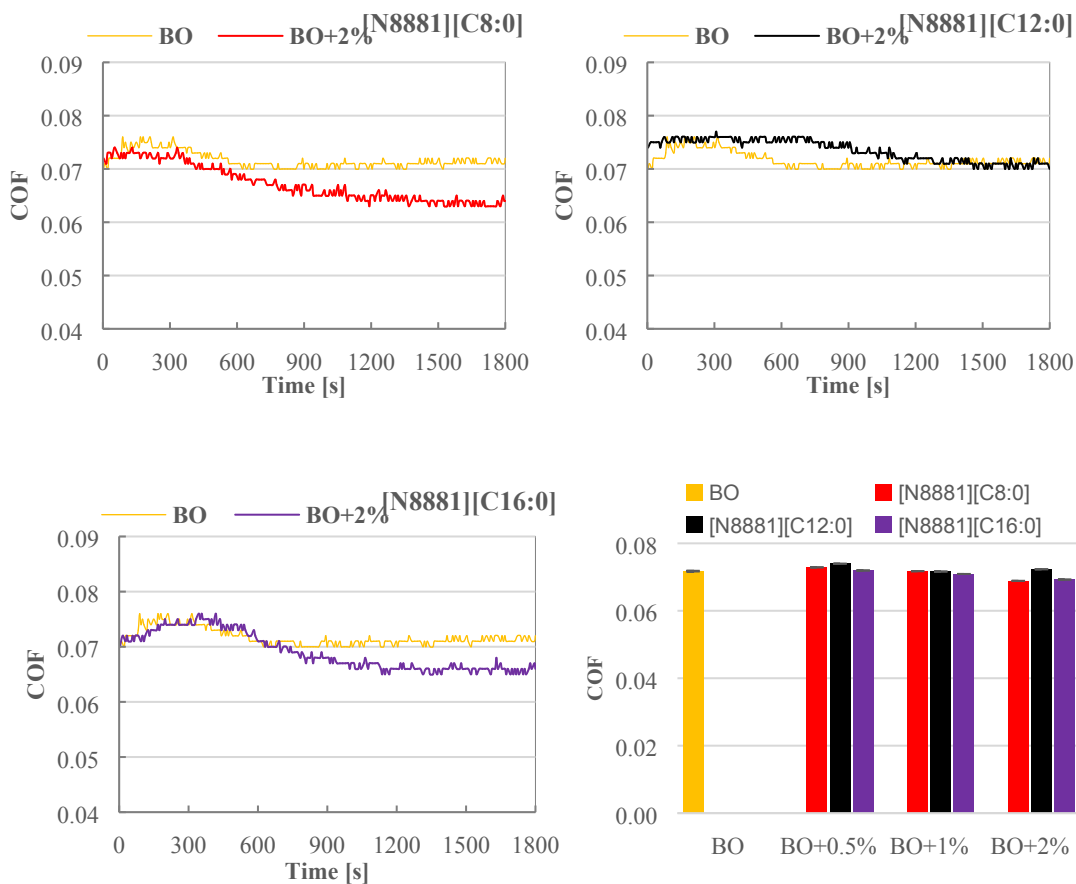 BO BO+2% [N8881][C8:0]
0.09
0.08
0.07
0.06
0.05
0.04
COF
0 300 600 900 1200 1500 1800
Time [s]
BO BO+2% [N8881][C12:0]
0.09
0.08
0.07
0.06
0.05
0.04
COF
0 300 600 900 1200 1500 1800
Time [s]
BO BO+2% [N8881][C16:0]
0.09
0.08
0.07
0.06
0.05
0.04
COF
0 300 600 900 1200 1500 1800
Time [s]
BO [N8881][C8:0]
[N8881][C12:0] [N8881][C16:0]
0.08
0.06
0.04
0.02
0.00
COF
BO BO+0.5% BO+1% BO+2%